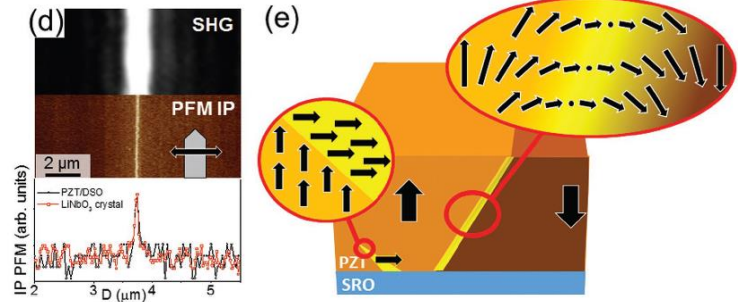 (d)
SHG
PFM IP
2 µm
IP PFM (arb. units)
PZT/DSO
LiNbO₃ crystal
2 3 4 5
D (µm)
(e)
PZT
SRO